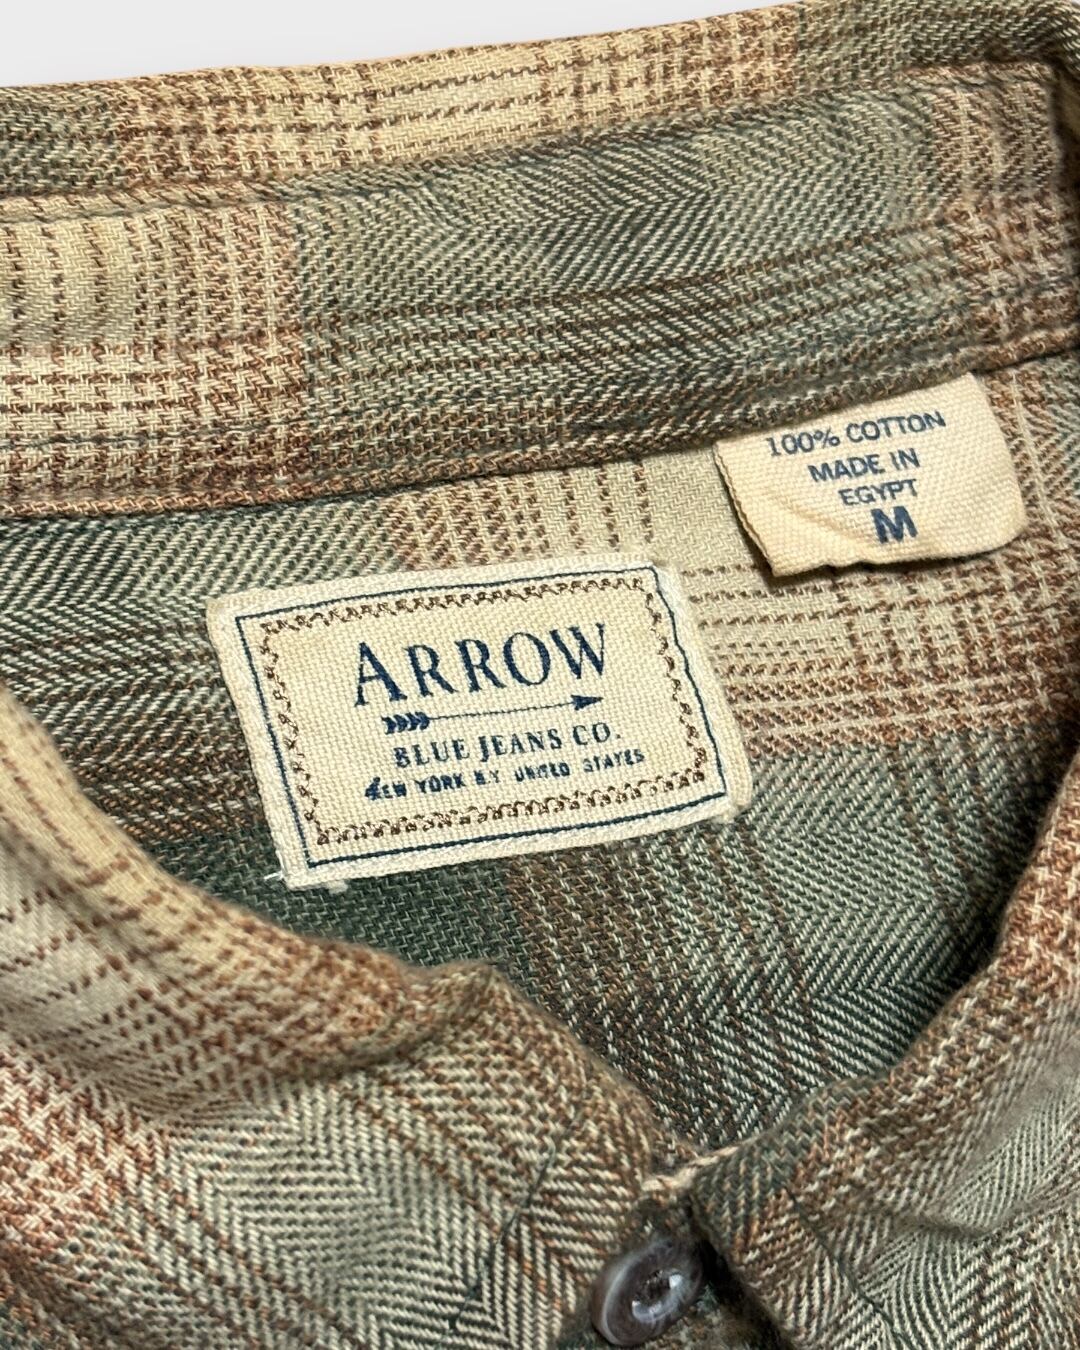 100% COTTON
MADE IN
EGYPT
M
ARROW
BLUE JEANS CO.
NEW YORK N.Y. UNITED STATES